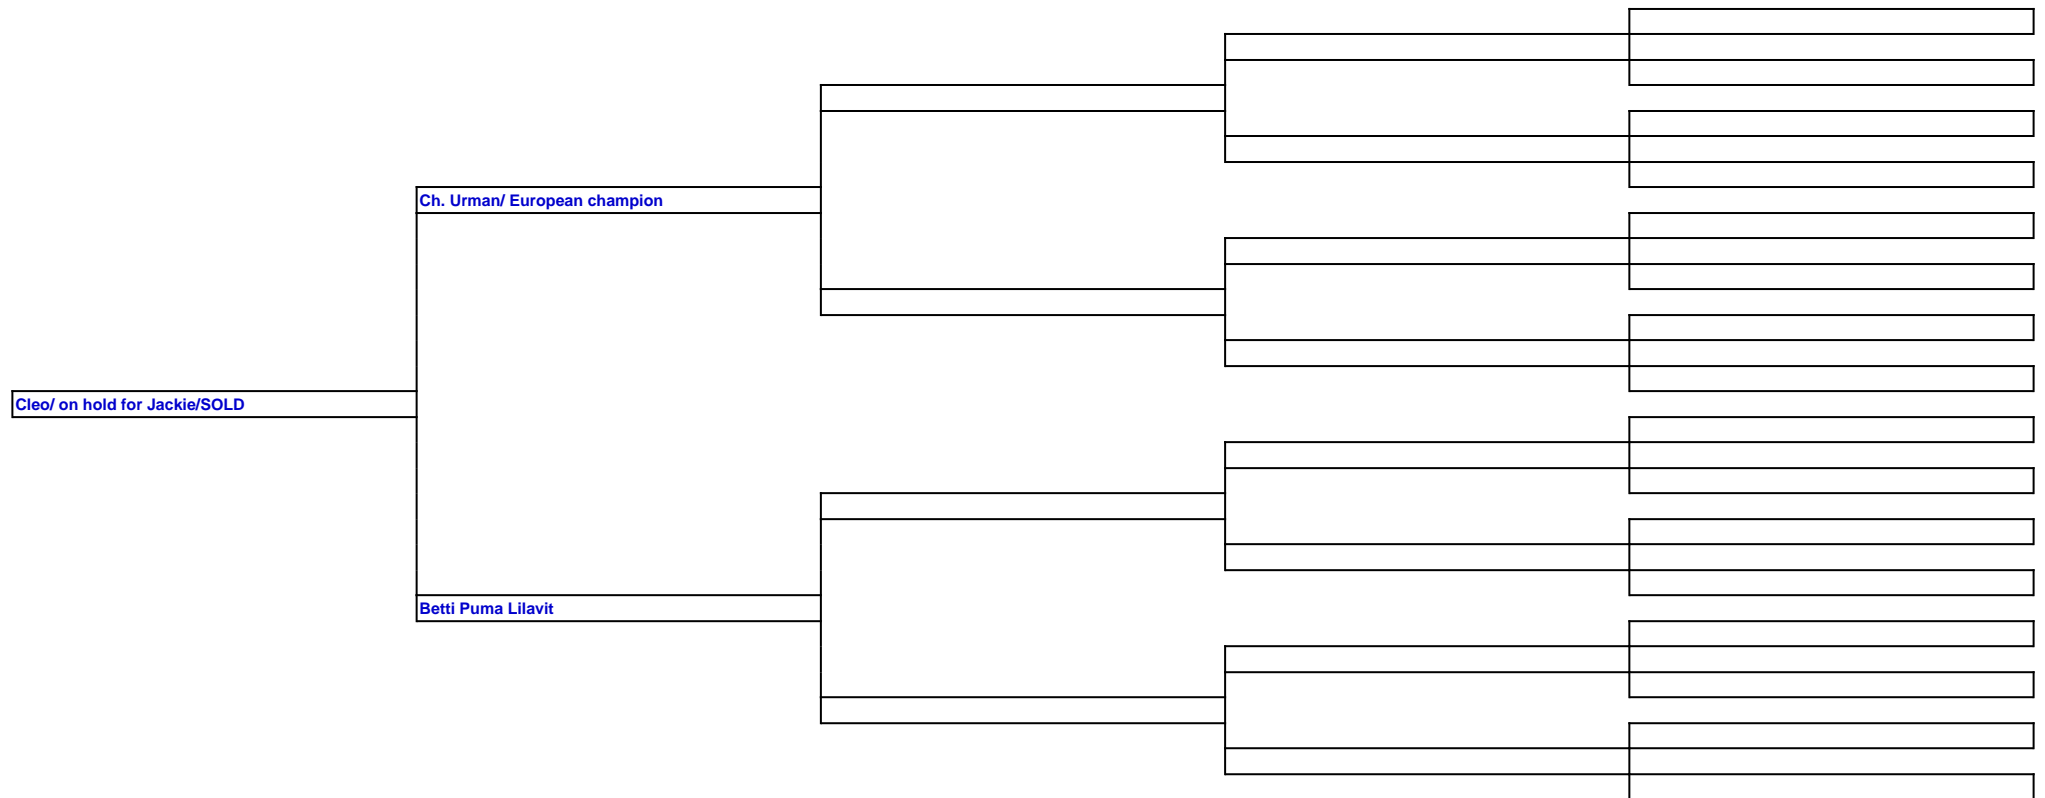 Ch. Urman/ European champion
Cleo/ on hold for Jackie/SOLD
Betti Puma Lilavit